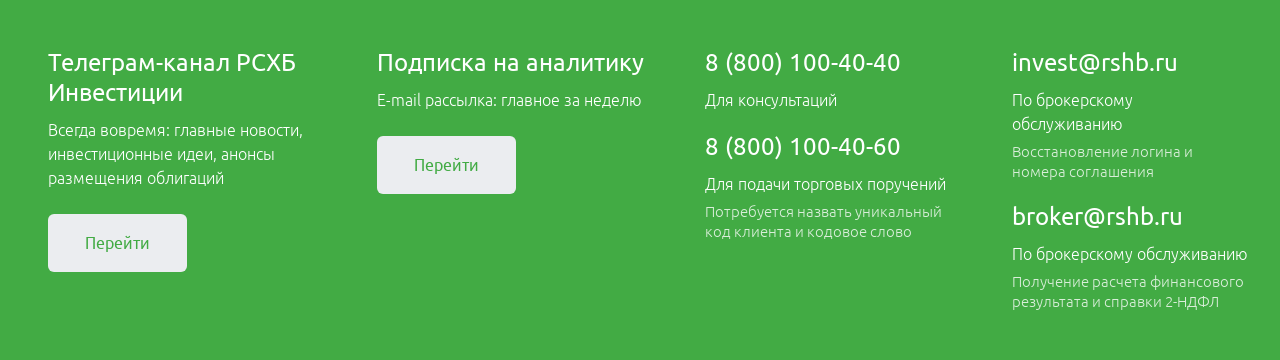 Телеграм-канал РСХБ
Инвестиции
Всегда вовремя: главные новости,
инвестиционные идеи, анонсы
размещения облигаций
Перейти
Подписка на аналитику
E-mail рассылка: главное за неделю
Перейти
8 (800) 100-40-40
Для консультаций
8 (800) 100-40-60
Для подачи торговых поручений
Потребуется назвать уникальный
код клиента и кодовое слово
invest@rshb.ru
По брокерскому
обслуживанию
Восстановление логина и
номера соглашения
broker@rshb.ru
По брокерскому обслуживанию
Получение расчета финансового
результата и справки 2-НДФЛ